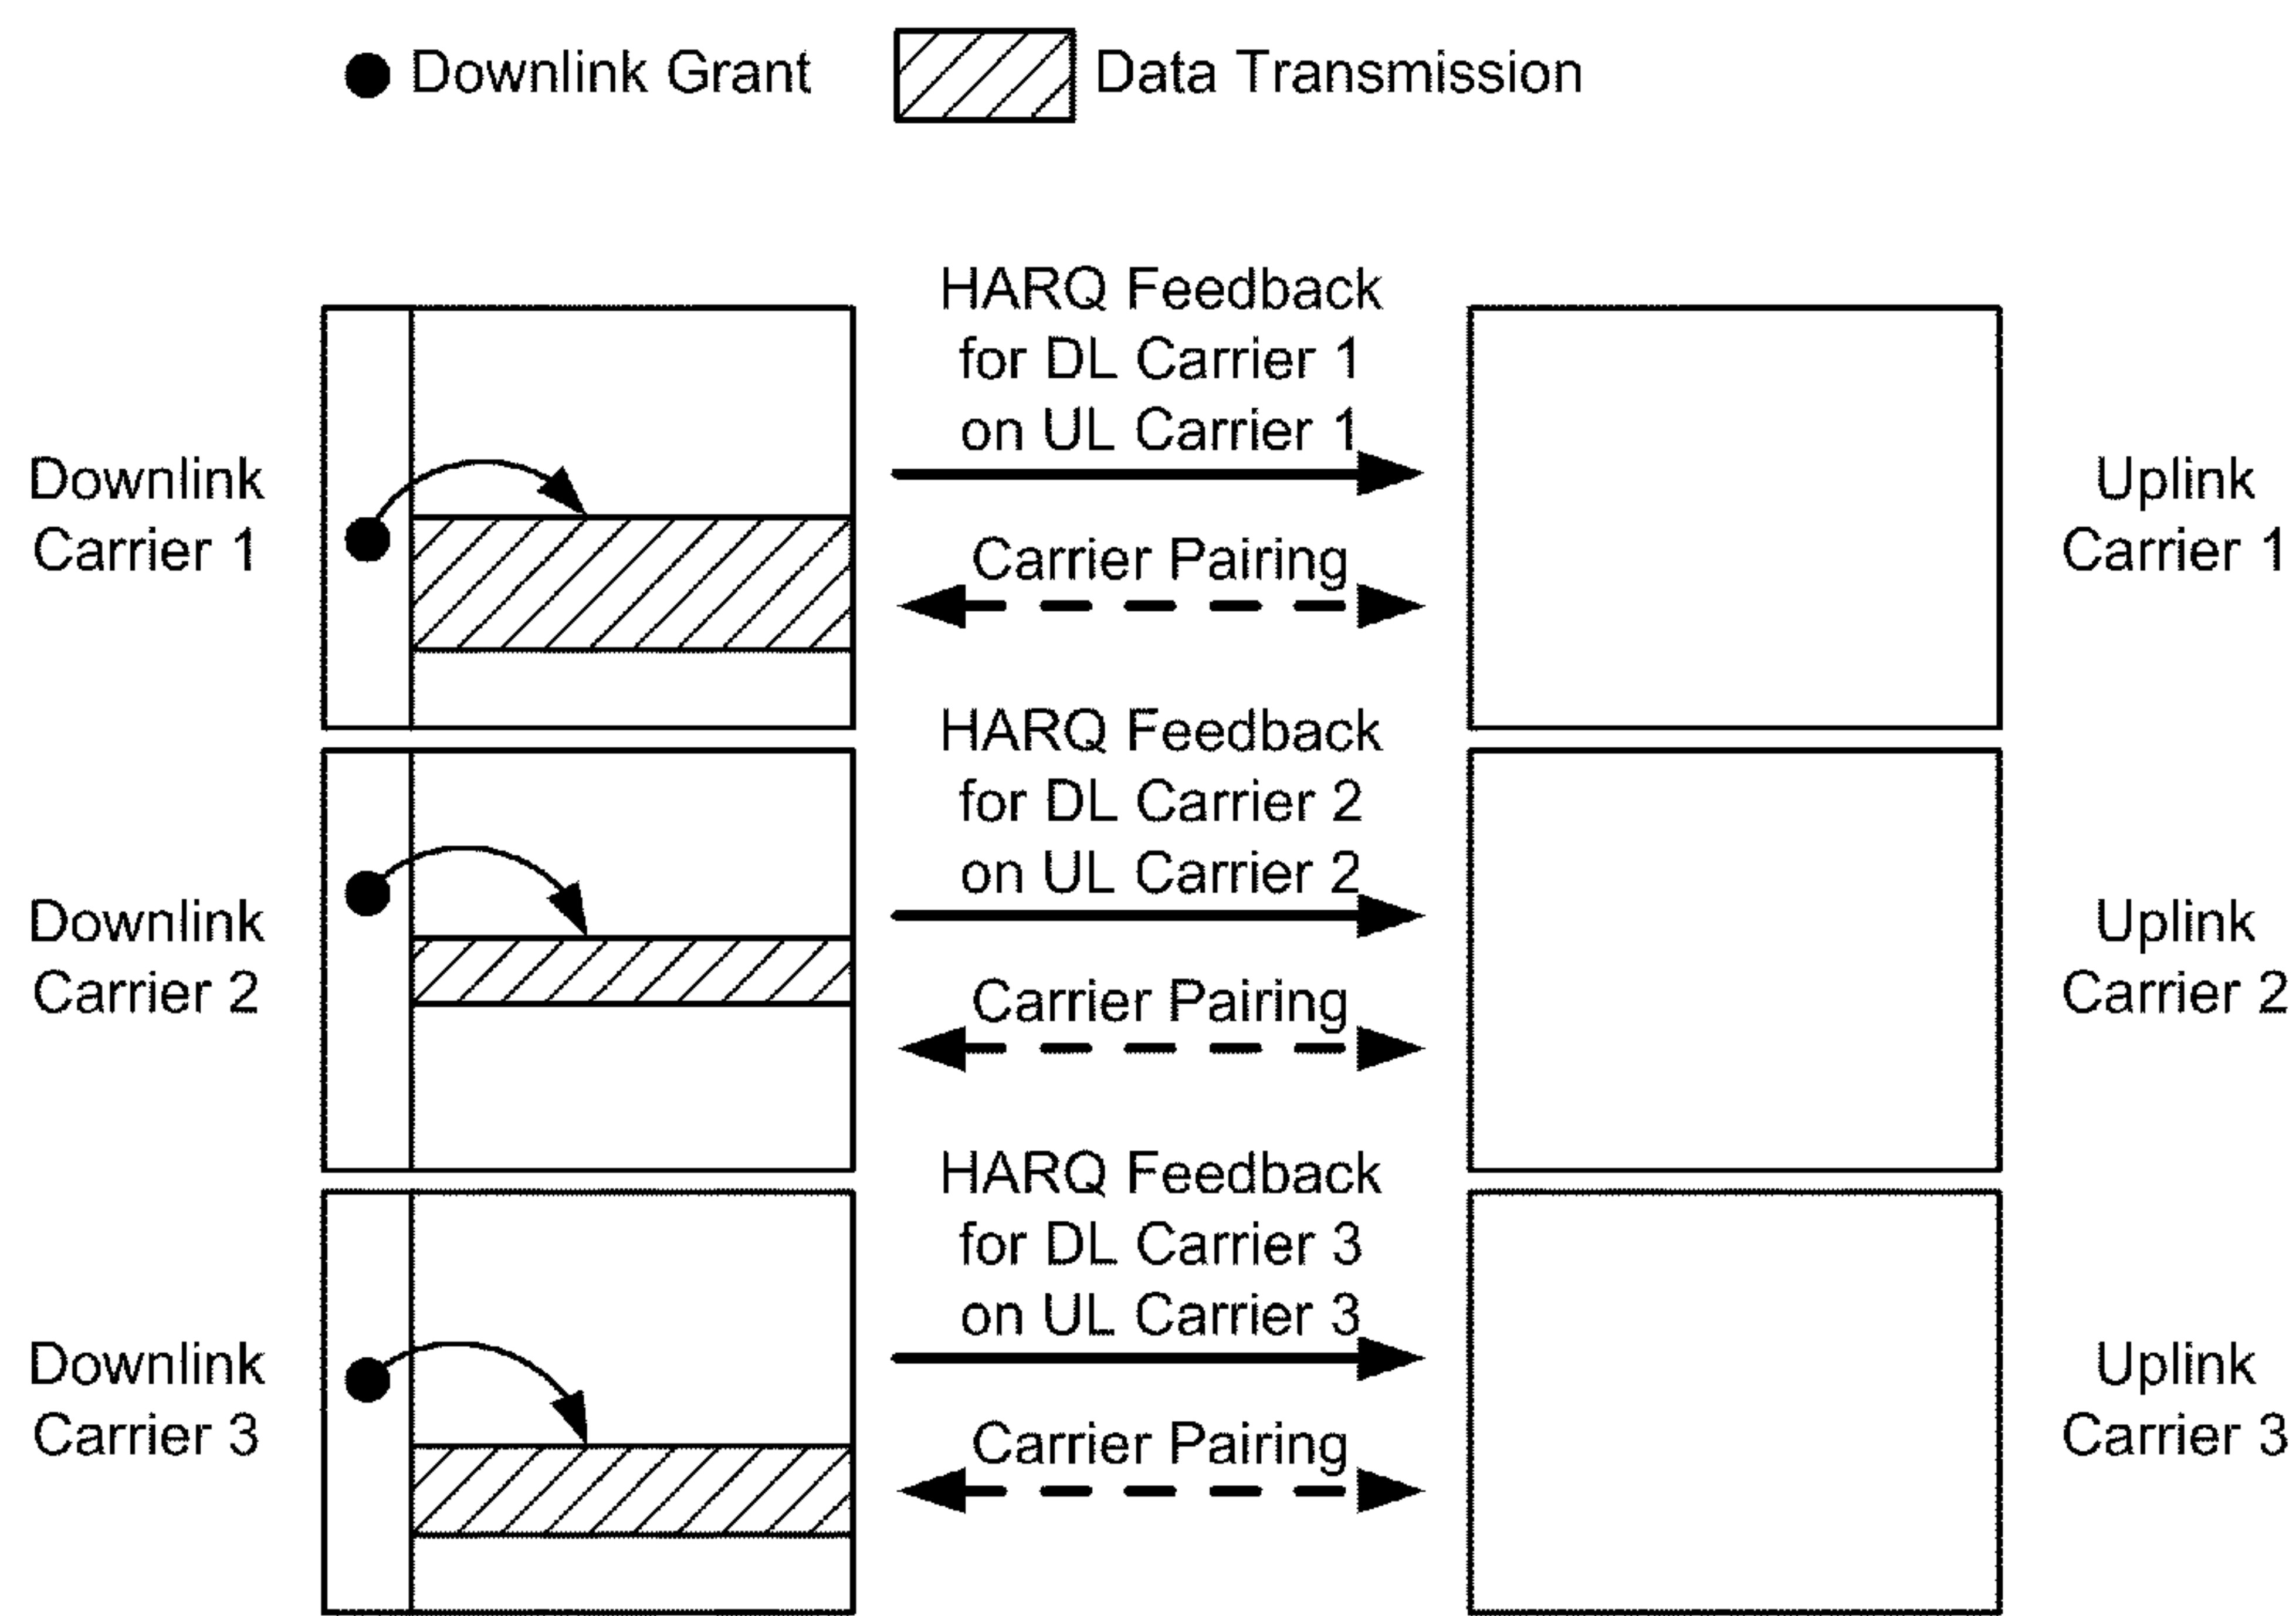 Downlink Grant
Data Transmission
HARQ Feedback
for DL Carrier 1
on UL Carrier 1
Downlink
Carrier 1
Carrier Pairing
Uplink
Carrier 1
HARQ Feedback
for DL Carrier 2
on UL Carrier 2
Downlink
Carrier 2
Carrier Pairing
Uplink
Carrier 2
HARQ Feedback
for DL Carrier 3
on UL Carrier 3
Downlink
Carrier 3
Carrier Pairing
Uplink
Carrier 3